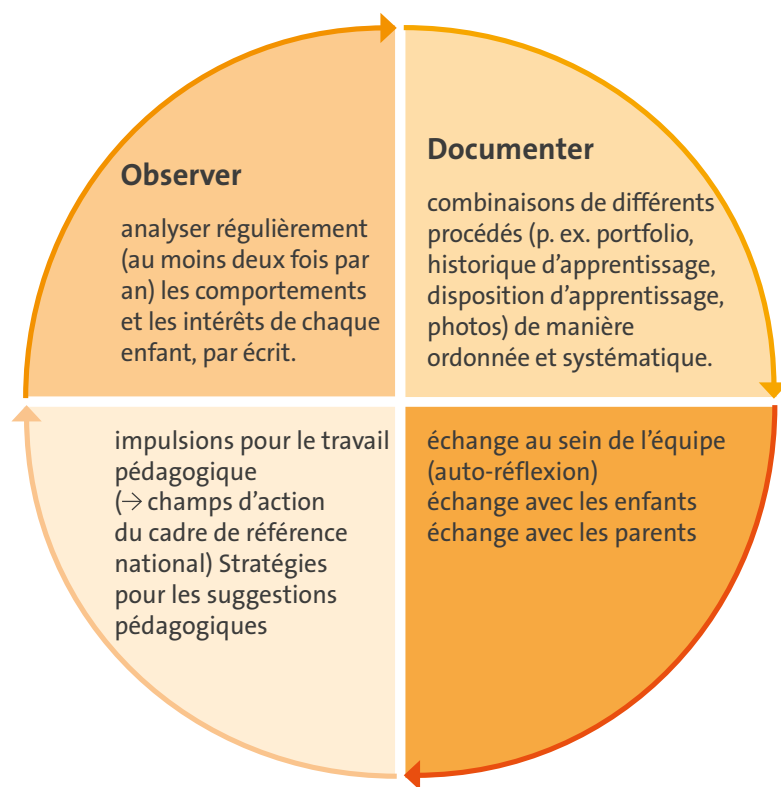 Observer
analyser régulièrement
(au moins deux fois par
an) les comportements
et les intérêts de chaque
enfant, par écrit.
Documenter
combinaisons de différents
procédés (p. ex. portfolio,
historique d’apprentissage,
disposition d’apprentissage,
photos) de manière
ordonnée et systématique.
échange au sein de l’équipe
(auto-réflexion)
échange avec les enfants
échange avec les parents
impulsions pour le travail
pédagogique
(→ champs d’action
du cadre de référence
national) Stratégies
pour les suggestions
pédagogiques